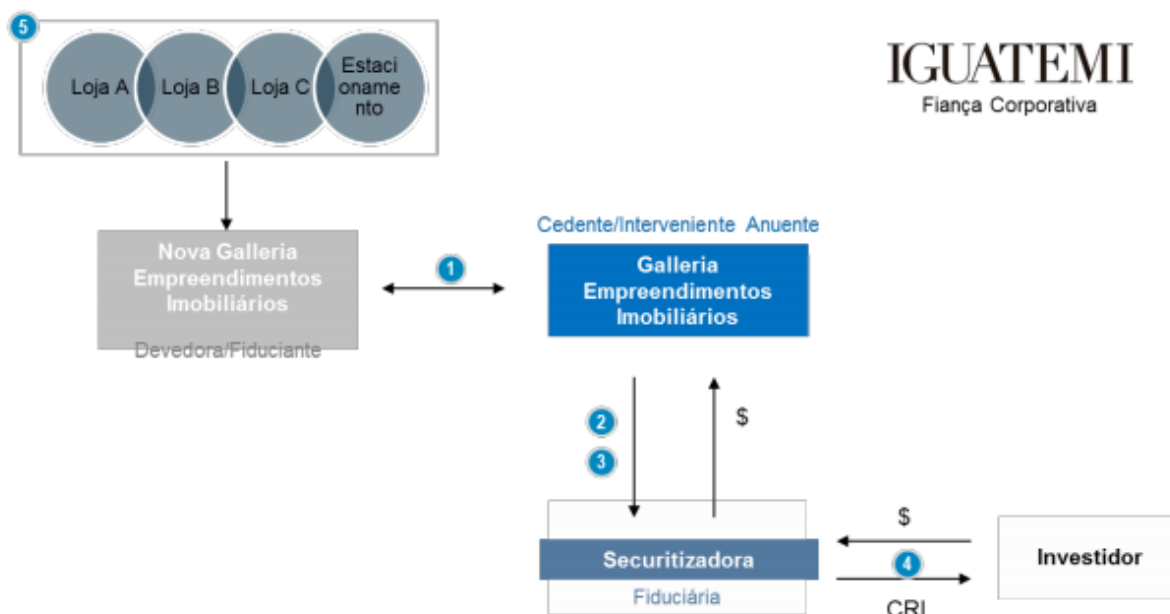 5
Loja A
Loja B
Loja C
Estaci
oname
nto
IGUATEMI
Fiança Corporativa
Cedente/Interveniente Anuente
Nova Galleria
Empreendimentos
Imobiliários
Devedora/Fiduciante
1
Galleria
Empreendimentos
Imobiliários
2
3
$
Securitizadora
Fiduciária
$
4
CRI
Investidor